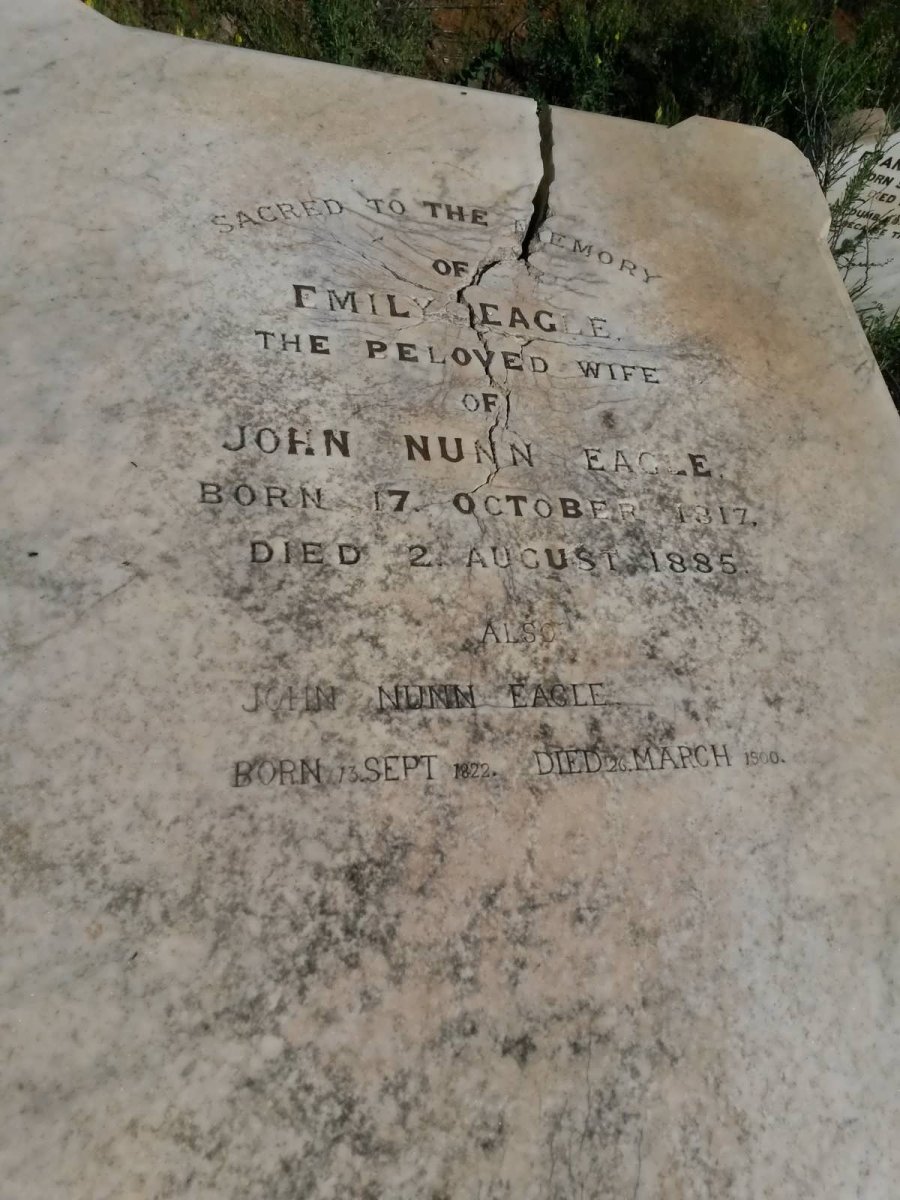 SACRED TO THE MEMORY
OF
EMILY EAGLE.
THE BELOVED WIFE
OF
JOHN NUNN EAGLE.
BORN 17. OCTOBER 1817.
DIED 2. AUGUST 1885.
ALSO
JOHN NUNN EAGLE.
BORN 13. SEPT 1822. DIED 26. MARCH 1900.